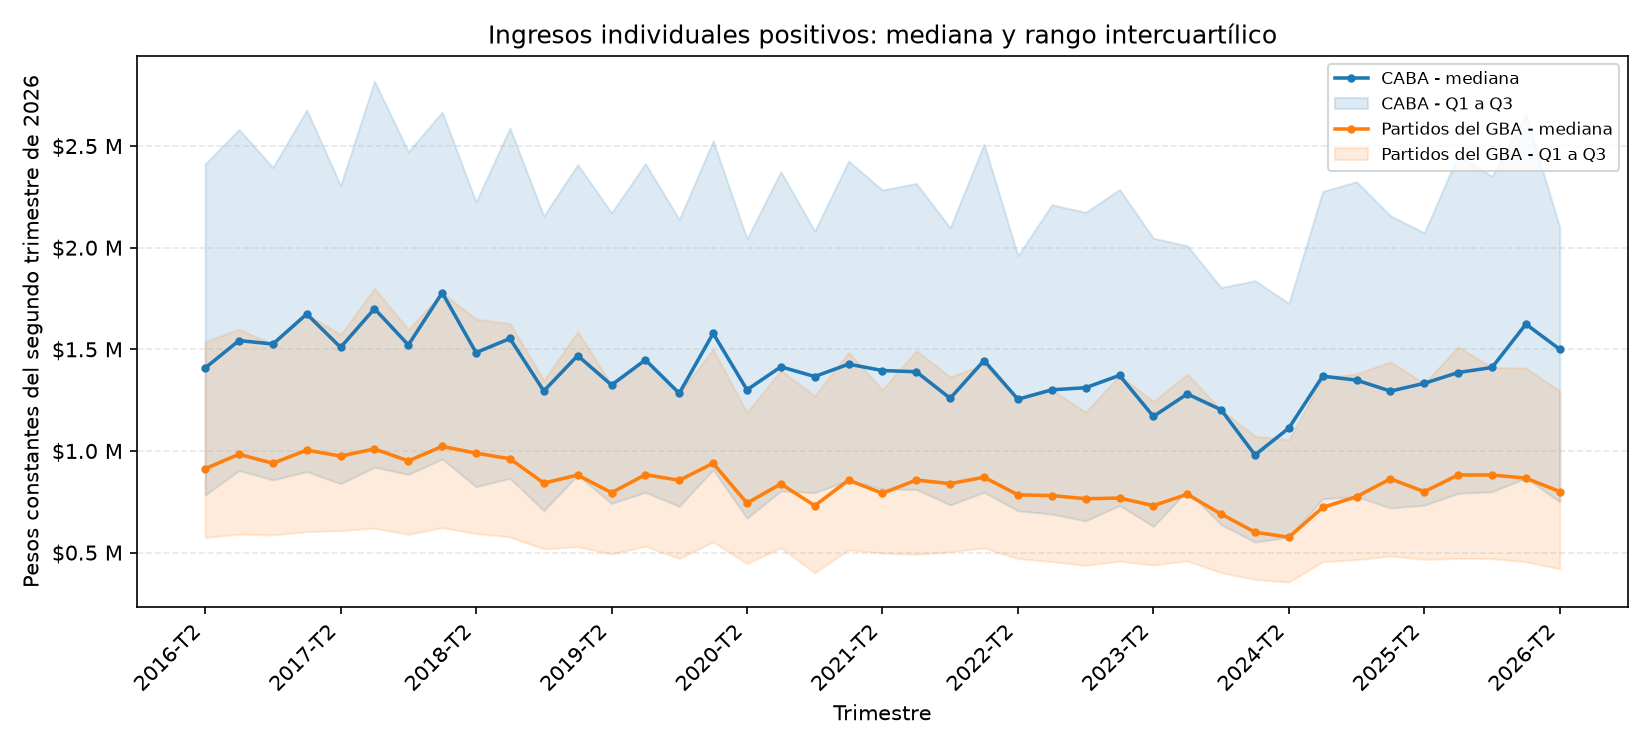 Ingresos individuales positivos: mediana y rango intercuartílico
Pesos constantes del segundo trimestre de 2026
$2.5 M
$2.0 M
$1.5 M
$1.0 M
$0.5 M
CABA - mediana
CABA - Q1 a Q3
Partidos del GBA - mediana
Partidos del GBA - Q1 a Q3
2016-T2
2017-T2
2018-T2
2019-T2
2020-T2
2021-T2
2022-T2
2023-T2
2024-T2
2025-T2
2026-T2
Trimestre